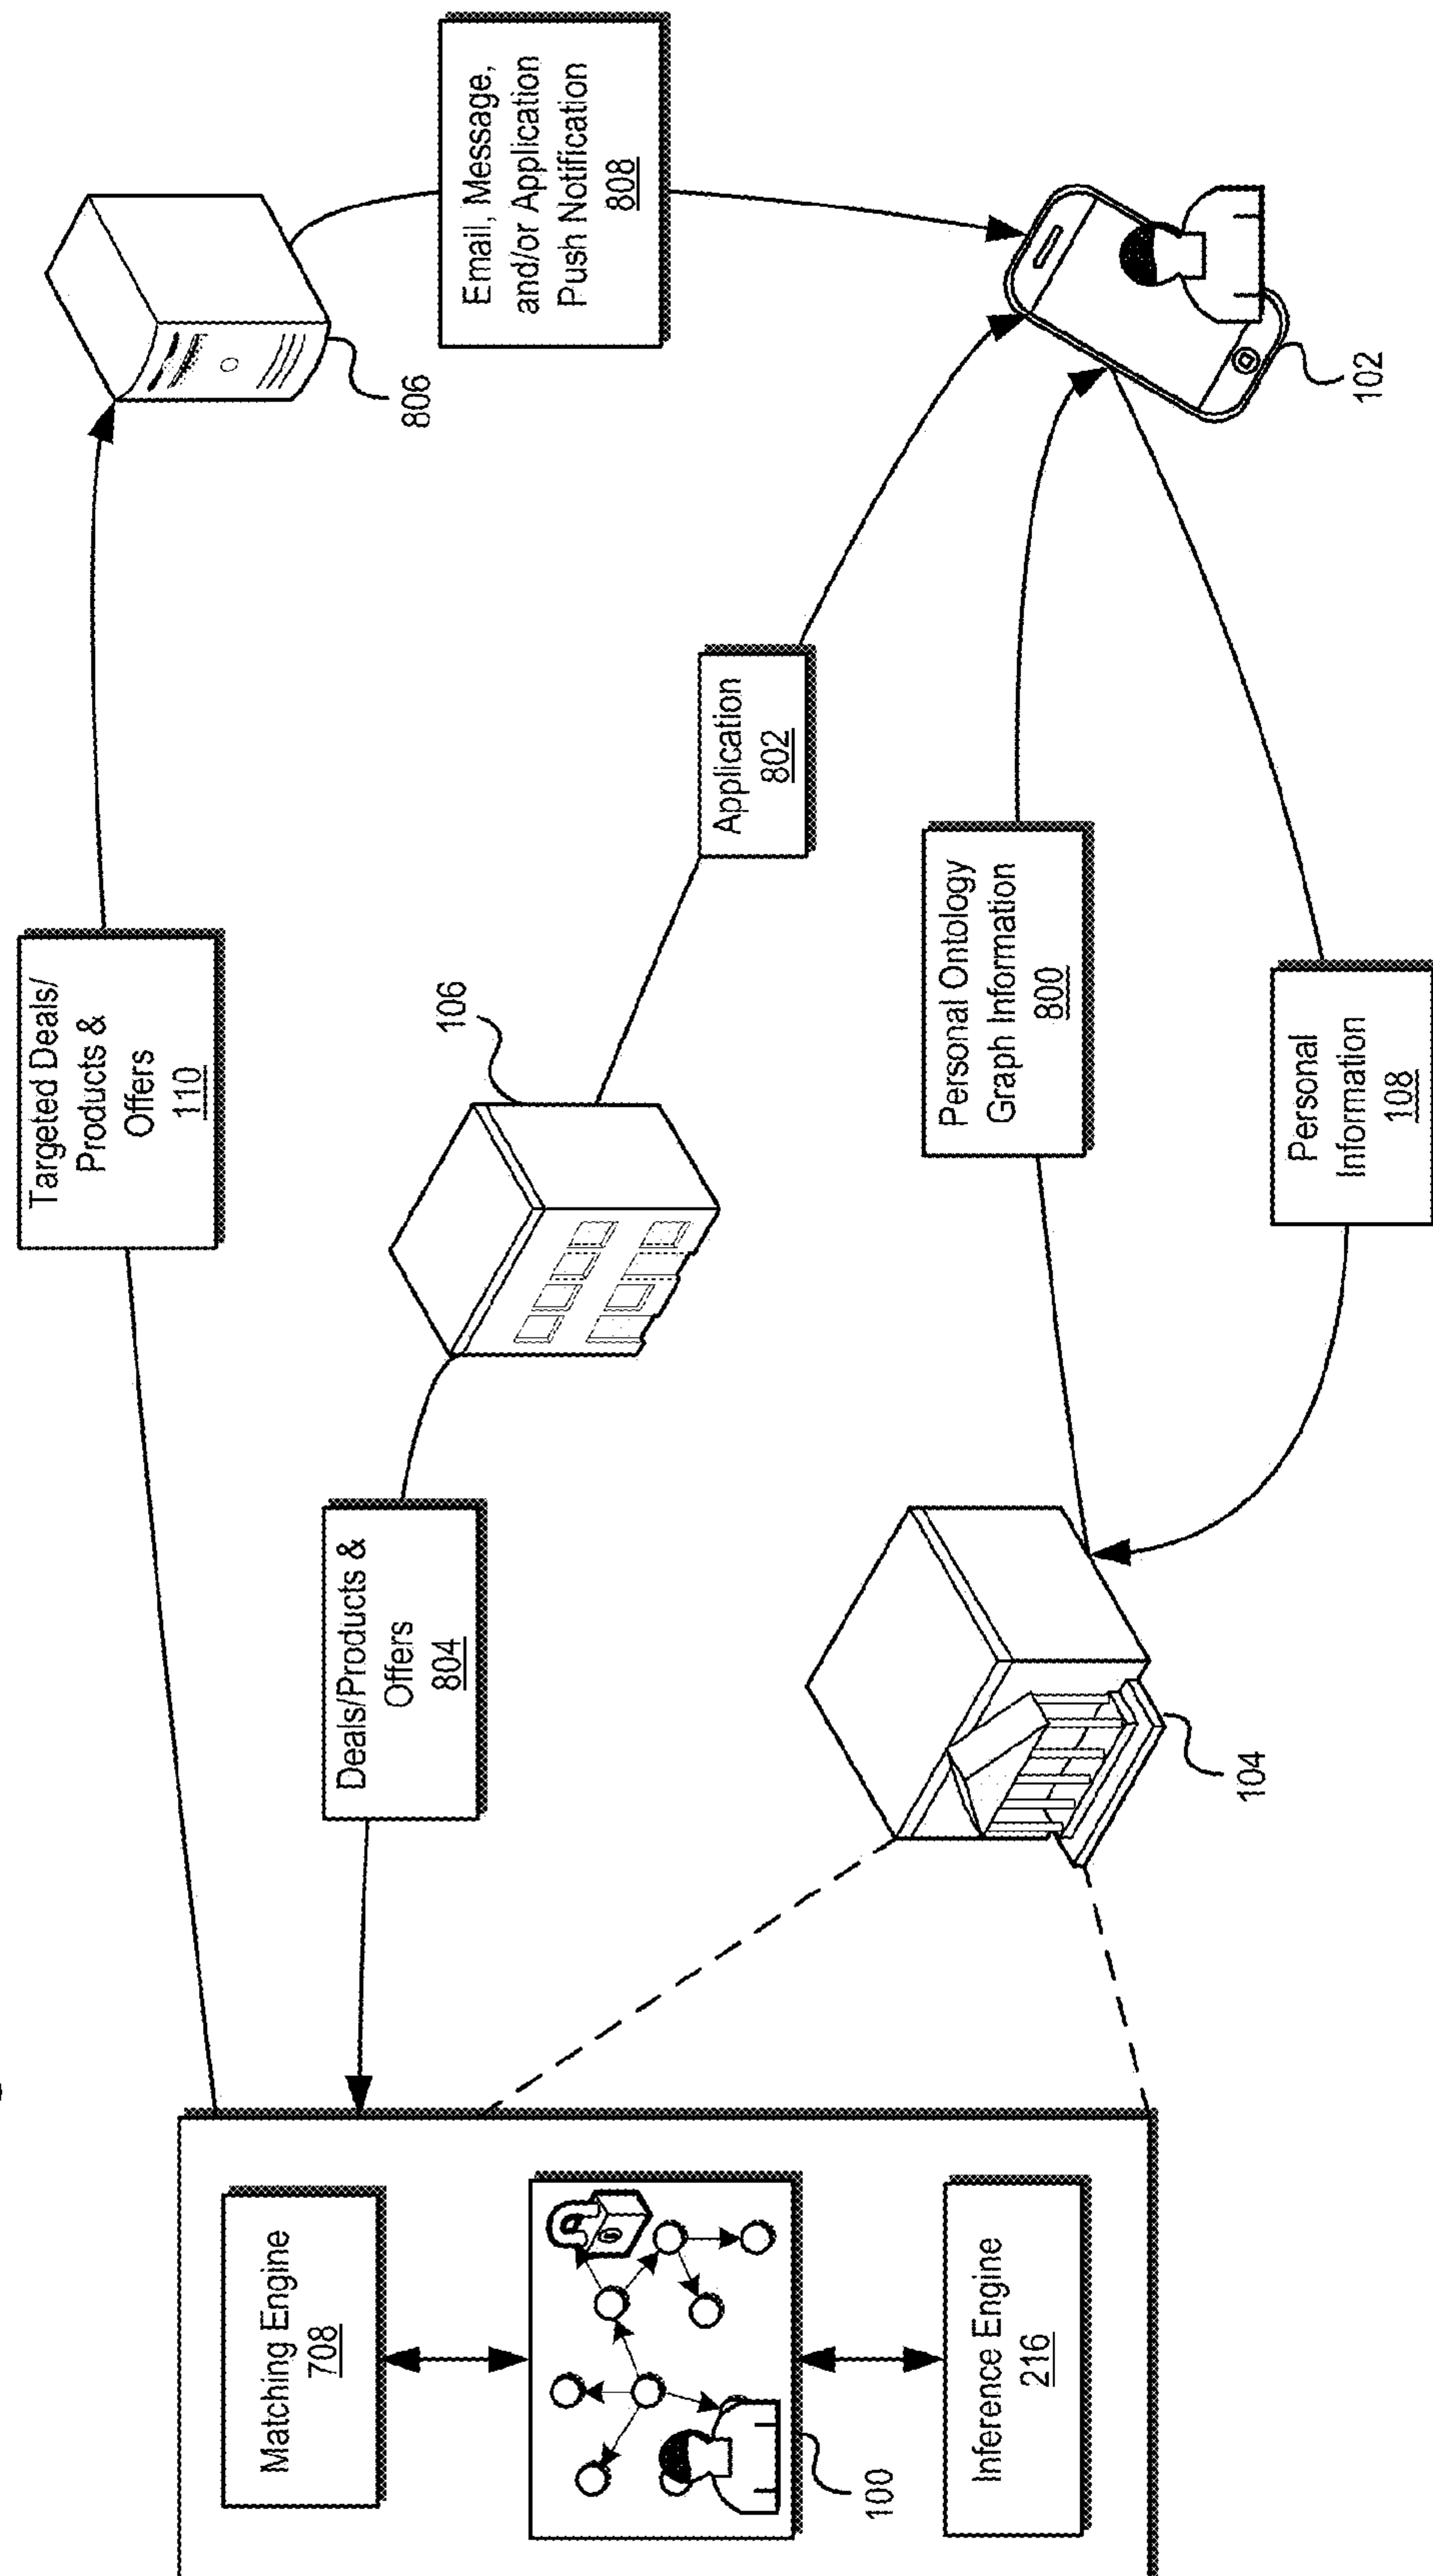 Matching Engine
708
100
Inference Engine
216
Targeted Deals/
Products &
Offers
110
Deals/Products &
Offers
804
106
104
Application
802
Personal Ontology
Graph Information
800
Personal
Information
108
806
Email, Message,
and/or Application
Push Notification
808
102